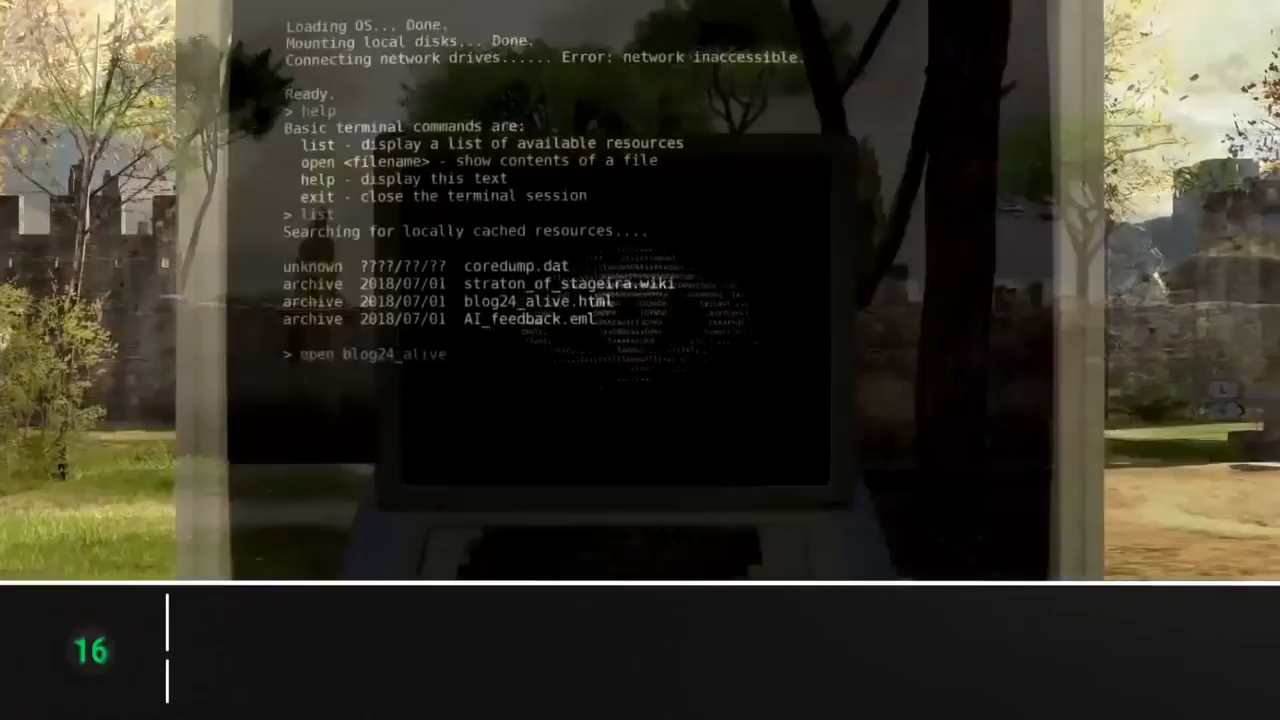 Loading OS... Done.
Mounting local disks... Done.
Connecting network drives...... Error: network inaccessible.
Ready.
> help
Basic terminal commands are:
list - display a list of available resources
open <filename> - show contents of a file
help - display this text
exit - close the terminal session
> list
Searching for locally cached resources....
unknown ????/??/?? coredump.dat
archive 2018/07/01 straton_of_stageira.wiki
archive 2018/07/01 blog24_alive.html
archive 2018/07/01 AI_feedback.eml
> open blog24_alive
16